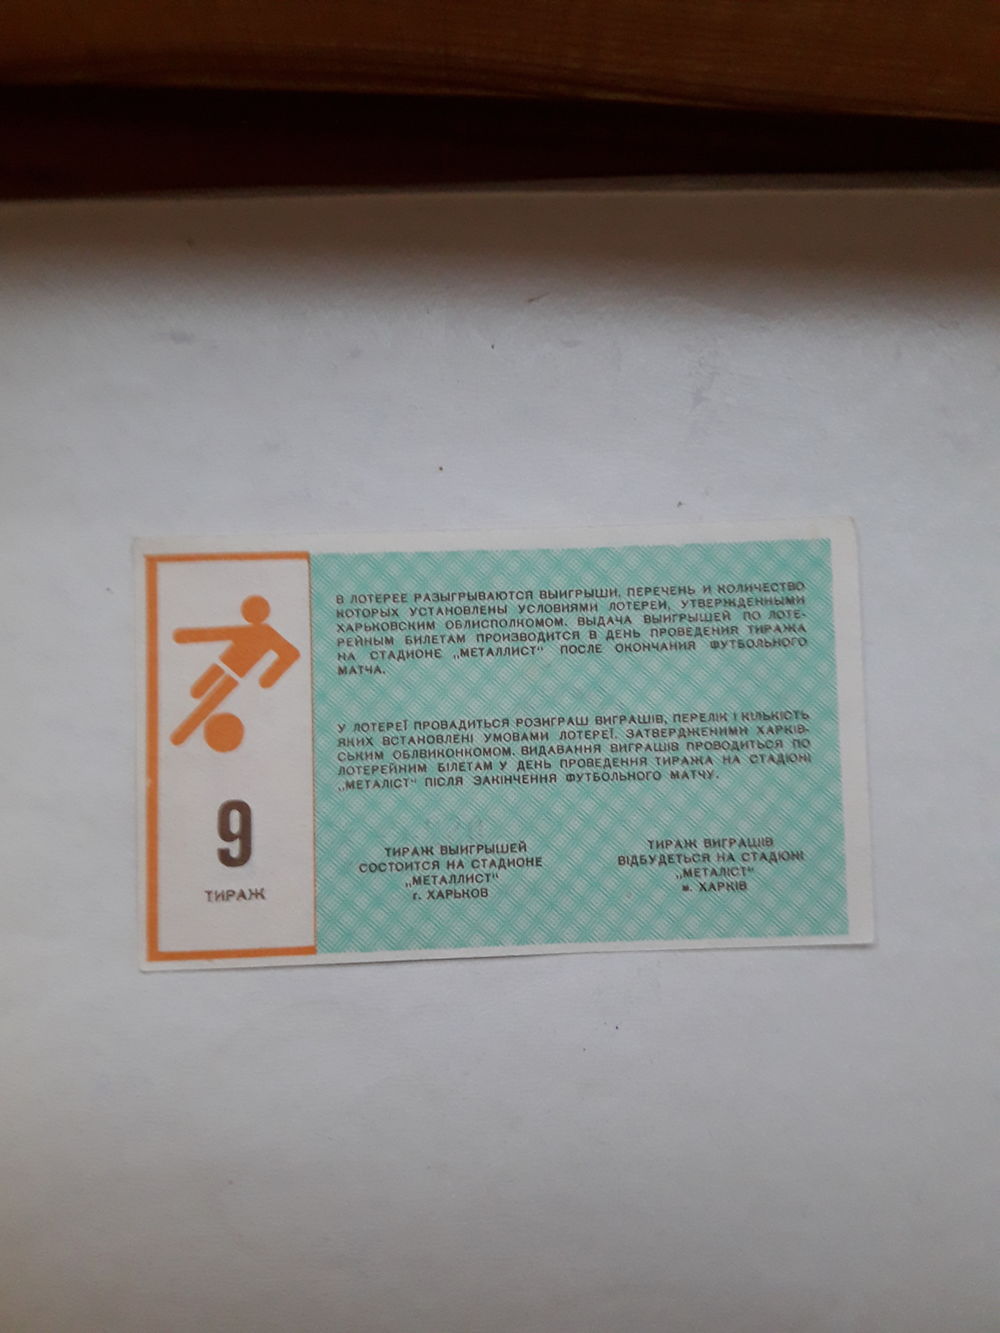 9
ТИРАЖ
В ЛОТЕРЕЕ РАЗЫГРЫВАЮТСЯ ВЫИГРЫШИ, ПЕРЕЧЕНЬ И КОЛИЧЕСТВО
КОТОРЫХ УСТАНОВЛЕНЫ УСЛОВИЯМИ ЛОТЕРЕИ, УТВЕРЖДЕННЫМИ
ХАРЬКОВСКИМ ОБЛИСПОЛКОМОМ. ВЫДАЧА ВЫИГРЫШЕЙ ПО ЛОТЕ-
РЕЙНЫМ БИЛЕТАМ ПРОИЗВОДИТСЯ В ДЕНЬ ПРОВЕДЕНИЯ ТИРАЖА
НА СТАДИОНЕ „МЕТАЛЛИСТ“ ПОСЛЕ ОКОНЧАНИЯ ФУТБОЛЬНОГО
МАТЧА.
У ЛОТЕРЕЇ ПРОВАДИТЬСЯ РОЗИГРАШ ВИГРАШІВ, ПЕРЕЛІК І КІЛЬКІСТЬ
ЯКИХ ВСТАНОВЛЕНІ УМОВАМИ ЛОТЕРЕЇ, ЗАТВЕРДЖЕНИМИ ХАРКІВ-
СЬКИМ ОБЛВИКОНКОМОМ. ВИДАВАННЯ ВИГРАШІВ ПРОВОДИТЬСЯ ПО
ЛОТЕРЕЙНИМ БІЛЕТАМ У ДЕНЬ ПРОВЕДЕННЯ ТИРАЖА НА СТАДІОНІ
„МЕТАЛІСТ“ ПІСЛЯ ЗАКІНЧЕННЯ ФУТБОЛЬНОГО МАТЧУ.
ТИРАЖ ВЫИГРЫШЕЙ
СОСТОИТСЯ НА СТАДИОНЕ
„МЕТАЛЛИСТ“
г. ХАРЬКОВ
ТИРАЖ ВИГРАШІВ
ВІДБУДЕТЬСЯ НА СТАДІОНІ
„МЕТАЛІСТ“
м. ХАРКІВ